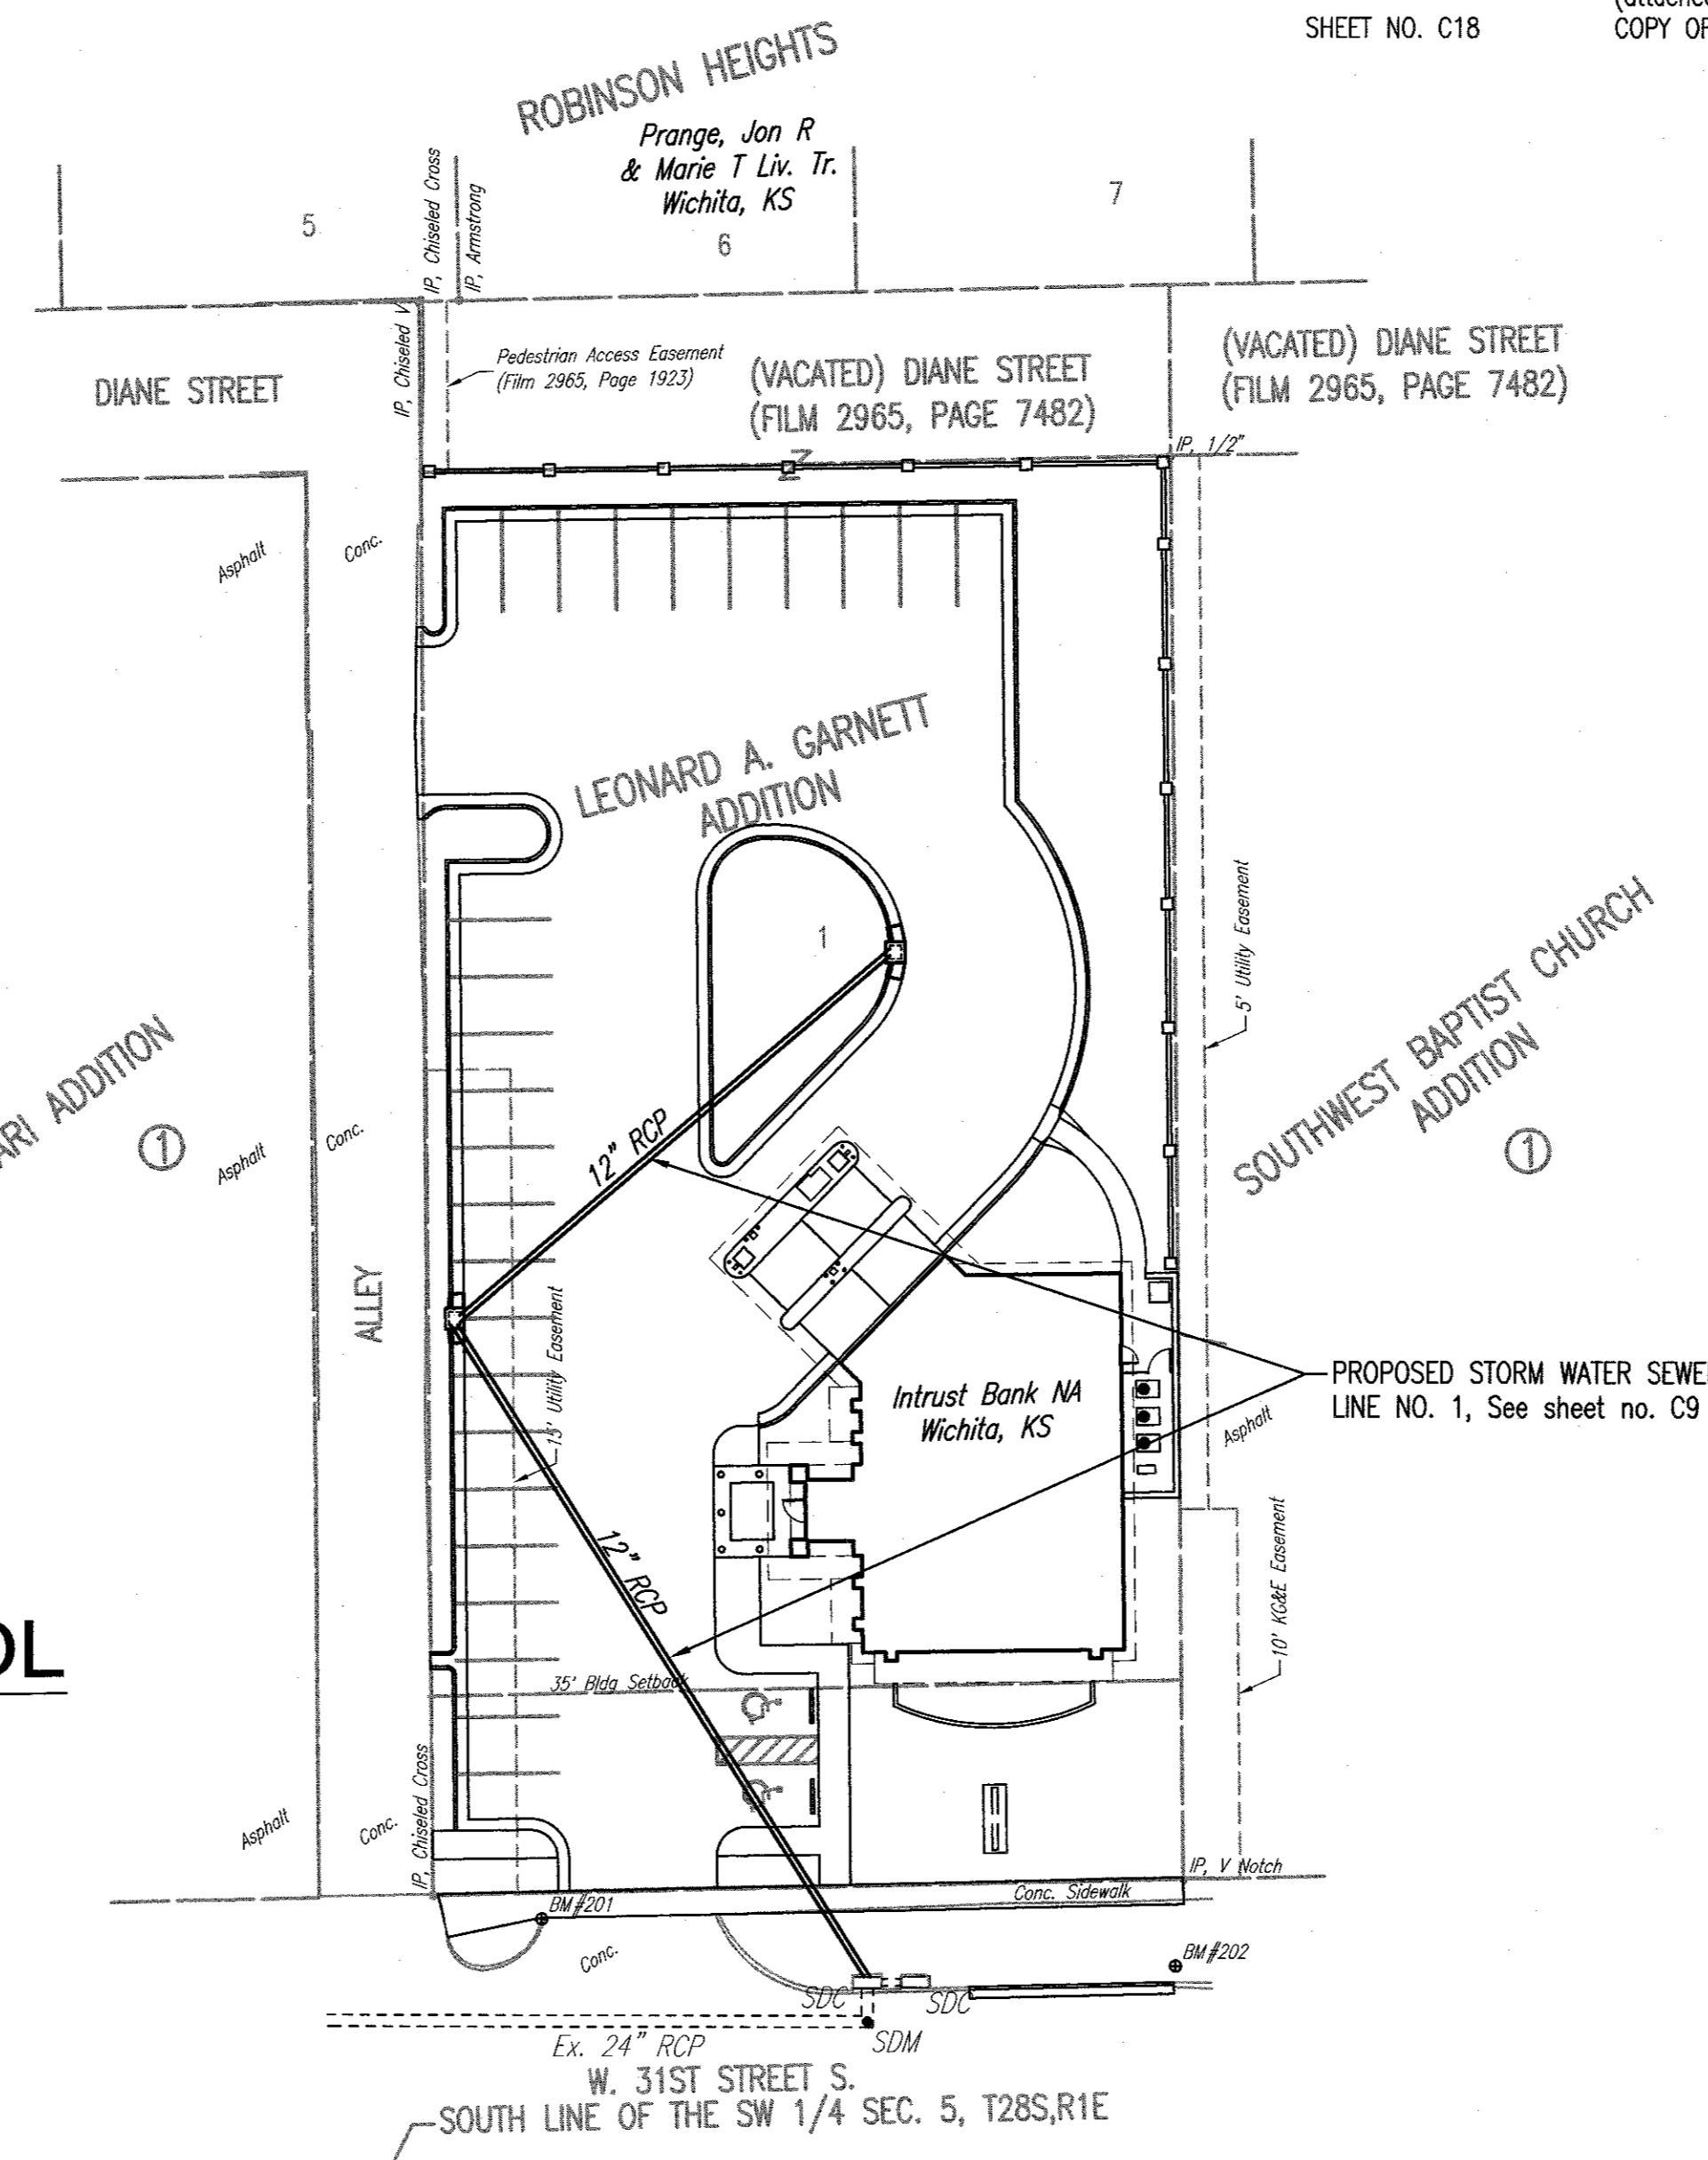 SHEET NO. C18
COPY OF
ROBINSON HEIGHTS
Prange, Jon R
& Marie T Liv. Tr.
Wichita, KS
5
6
7
IP, Chiseled Cross
IP, Armstrong
IP, Chiseled V
DIANE STREET
Pedestrian Access Easement
(Film 2965, Page 1923)
(VACATED) DIANE STREET
(FILM 2965, PAGE 7482)
(VACATED) DIANE STREET
(FILM 2965, PAGE 7482)
IP, 1/2"
Asphalt
Conc.
LEONARD A. GARNETT
ADDITION
1
5' Utility Easement
ARI ADDITION
1
Asphalt
Conc.
12" RCP
SOUTHWEST BAPTIST CHURCH
ADDITION
1
ALLEY
15' Utility Easement
Intrust Bank NA
Wichita, KS
PROPOSED STORM WATER SEWE
LINE NO. 1, See sheet no. C9
Asphalt
12" RCP
10' KG&E Easement
OL
35' Bldg Setback
IP, Chiseled Cross
Asphalt
Conc.
IP, V Notch
Conc. Sidewalk
BM#201
Conc.
BM#202
SDC
SDC
SDM
Ex. 24" RCP
W. 31ST STREET S.
SOUTH LINE OF THE SW 1/4 SEC. 5, T28S,R1E